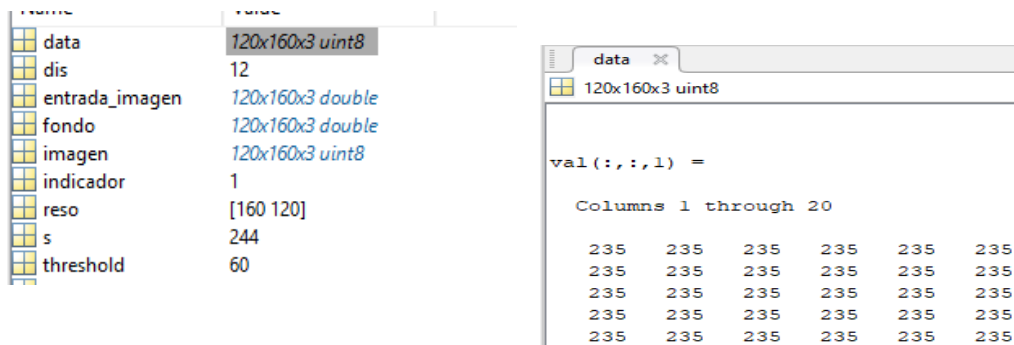 Name Value
data 120x160x3 uint8
dis 12
entrada_imagen 120x160x3 double
fondo 120x160x3 double
imagen 120x160x3 uint8
indicador 1
reso [160 120]
s 244
threshold 60
data
120x160x3 uint8
val(:,:,1) =
Columns 1 through 20
235 235 235 235 235 235
235 235 235 235 235 235
235 235 235 235 235 235
235 235 235 235 235 235
235 235 235 235 235 235